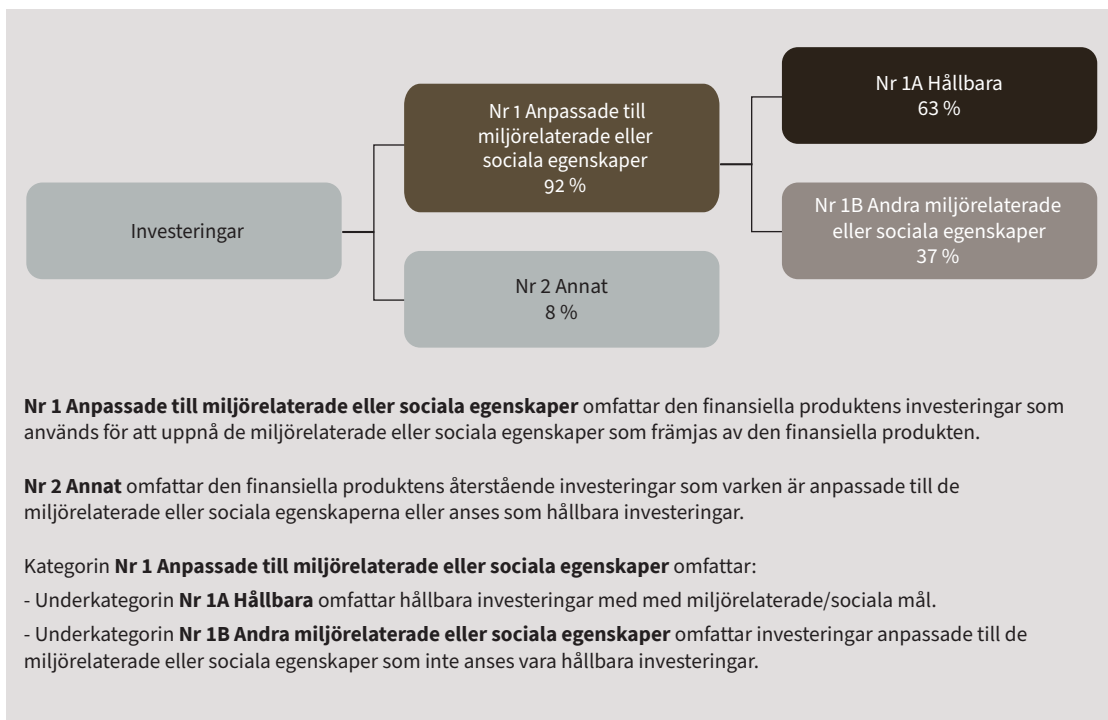 Investeringar
Nr 1 Anpassade till
miljörelaterade eller
sociala egenskaper
92 %
Nr 2 Annat
8 %
Nr 1A Hållbara
63 %
Nr 1B Andra miljörelaterade
eller sociala egenskaper
37 %
Nr 1 Anpassade till miljörelaterade eller sociala egenskaper omfattar den finansiella produktens investeringar som
används för att uppnå de miljörelaterade eller sociala egenskaper som främjas av den finansiella produkten.
Nr 2 Annat omfattar den finansiella produktens återstående investeringar som varken är anpassade till de
miljörelaterade eller sociala egenskaperna eller anses som hållbara investeringar.
Kategorin Nr 1 Anpassade till miljörelaterade eller sociala egenskaper omfattar:
- Underkategorin Nr 1A Hållbara omfattar hållbara investeringar med med miljörelaterade/sociala mål.
- Underkategorin Nr 1B Andra miljörelaterade eller sociala egenskaper omfattar investeringar anpassade till de
miljörelaterade eller sociala egenskaper som inte anses vara hållbara investeringar.